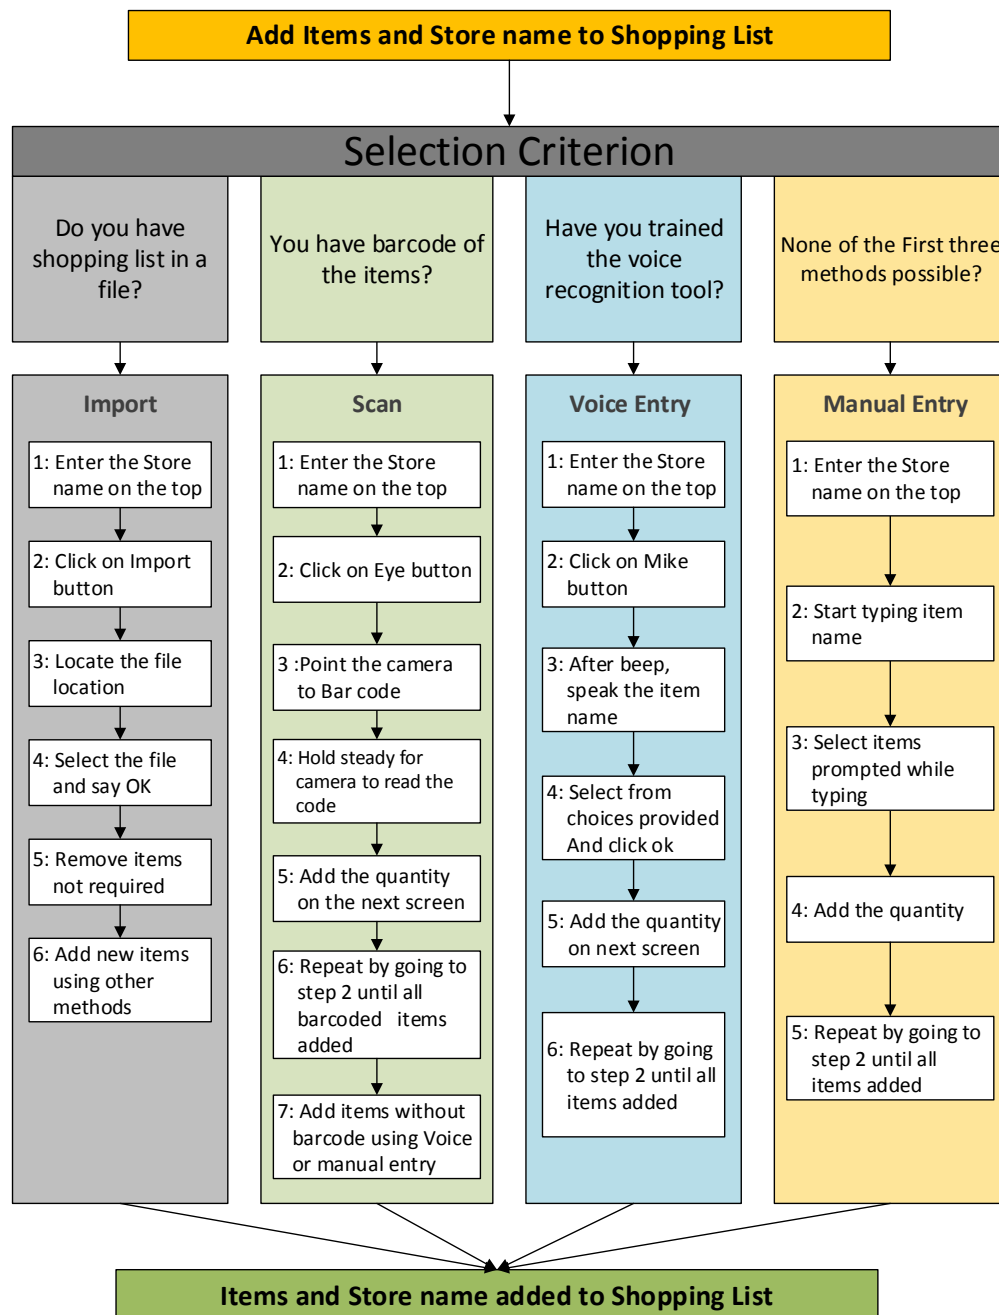 Add Items and Store name to Shopping List
Selection Criterion
Do you have
shopping list in a
file?
You have barcode of
the items?
Have you trained
the voice
recognition tool?
None of the First three
methods possible?
Import
1: Enter the Store
name on the top
2: Click on Import
button
3: Locate the file
location
4: Select the file
and say OK
5: Remove items
not required
6: Add new items
using other
methods
Scan
1: Enter the Store
name on the top
2: Click on Eye button
3 :Point the camera
to Bar code
4: Hold steady for
camera to read the
code
5: Add the quantity
on the next screen
6: Repeat by going to
step 2 until all
barcoded items
added
7: Add items without
barcode using Voice
or manual entry
Voice Entry
1: Enter the Store
name on the top
2: Click on Mike
button
3: After beep,
speak the item
name
4: Select from
choices provided
And click ok
5: Add the quantity
on next screen
6: Repeat by going
to step 2 until all
items added
Manual Entry
1: Enter the Store
name on the top
2: Start typing item
name
3: Select items
prompted while
typing
4: Add the quantity
5: Repeat by going to
step 2 until all
items added
Items and Store name added to Shopping List